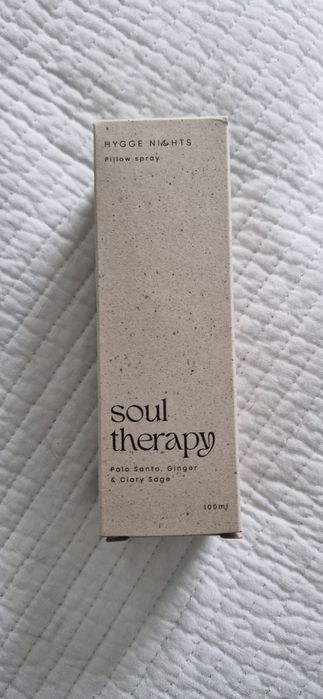 HYGGE NIGHTS
Pillow spray
soul
therapy
Palo Santo, Ginger
& Clary Sage
100ml